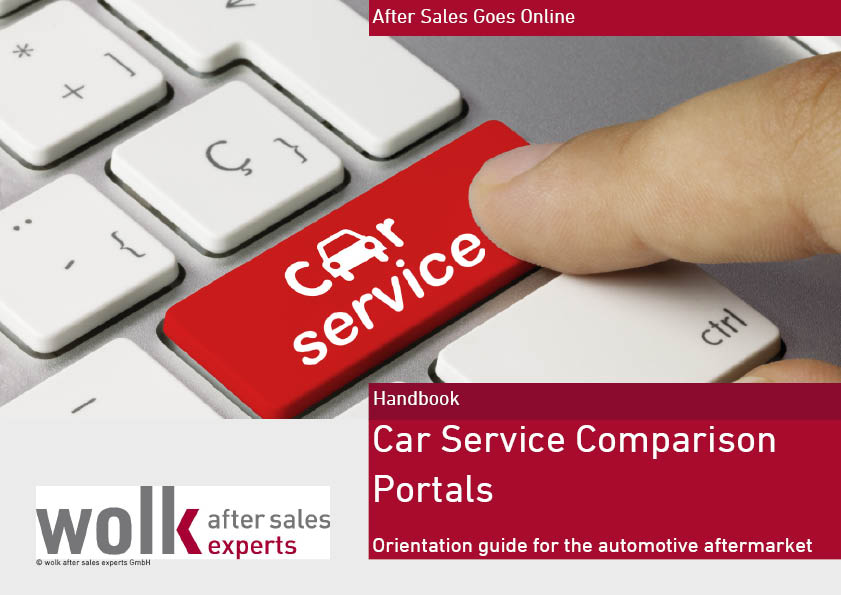 After Sales Goes Online
*
+
]
Ç
}
¨
-
{
Car
service
ctrl
Handbook
Car Service Comparison
Portals
wolk after sales
experts
Orientation guide for the automotive aftermarket
© wolk after sales experts GmbH